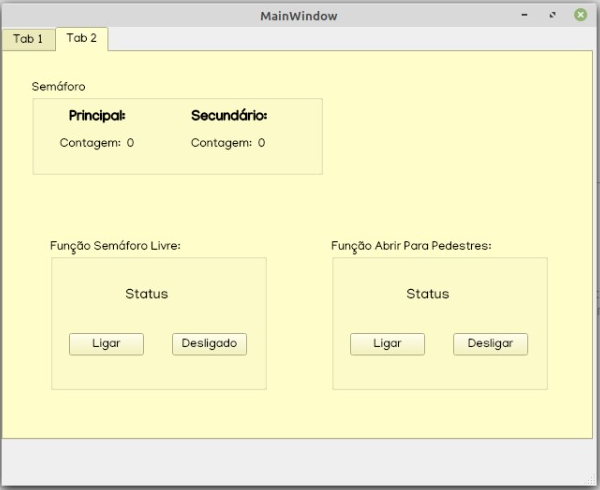 MainWindow
Tab 1 Tab 2
Semáforo
Principal: Secundário:
Contagem: 0 Contagem: 0
Função Semáforo Livre: Função Abrir Para Pedestres:
Status Status
Ligar Desligado Ligar Desligar